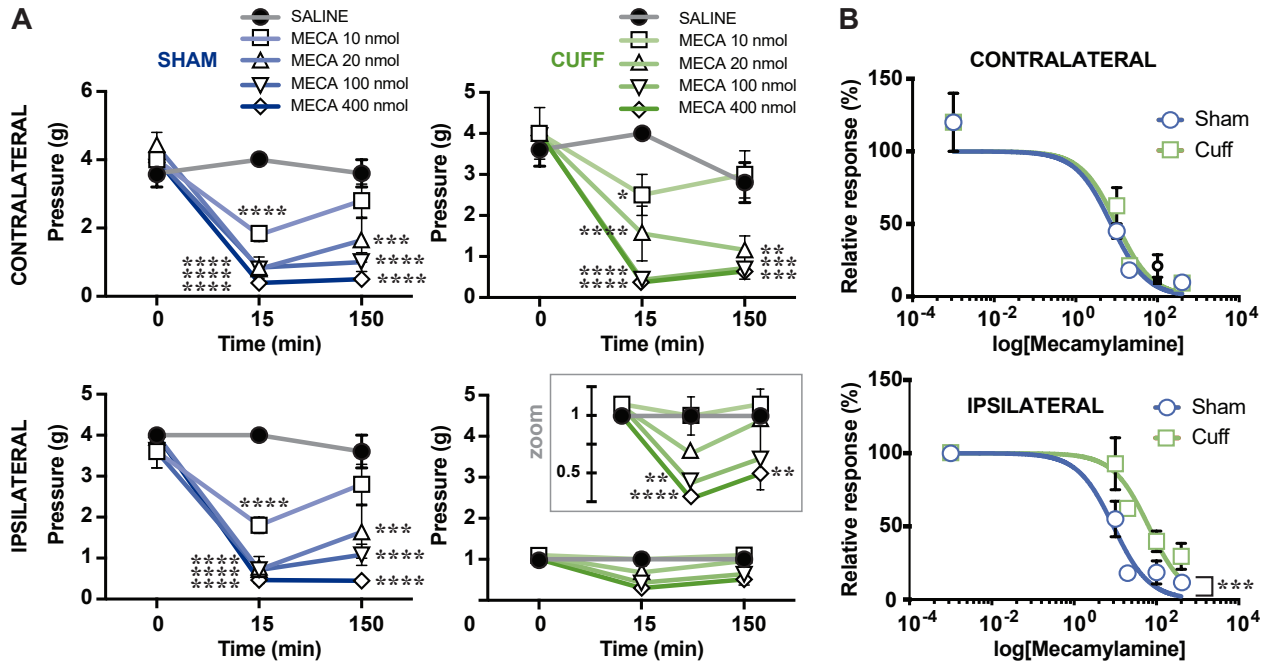 A
SALINE
MECA 10 nmol
MECA 20 nmol
MECA 100 nmol
MECA 400 nmol
SHAM
CONTRALATERAL
Pressure (g)
6
4
2
0
****
***
****
****
****
****
****
0 15 150
Time (min)
SALINE
MECA 10 nmol
MECA 20 nmol
MECA 100 nmol
MECA 400 nmol
CUFF
Pressure (g)
5
4
3
2
1
0
*
****
****
****
**
***
***
0 15 150
Time (min)
IPSILATERAL
Pressure (g)
5
4
3
2
1
0
****
***
****
****
****
****
****
0 15 150
Time (min)
Pressure (g)
5
4
3
2
1
0
zoom
1
0.5
**
****
**
0 15 150
Time (min)
B
CONTRALATERAL
Relative response (%)
150
100
50
0
Sham
Cuff
10-4 10-2 100 102 104
log[Mecamylamine]
IPSILATERAL
Relative response (%)
150
100
50
0
Sham
Cuff
***
10-4 10-2 100 102 104
log[Mecamylamine]